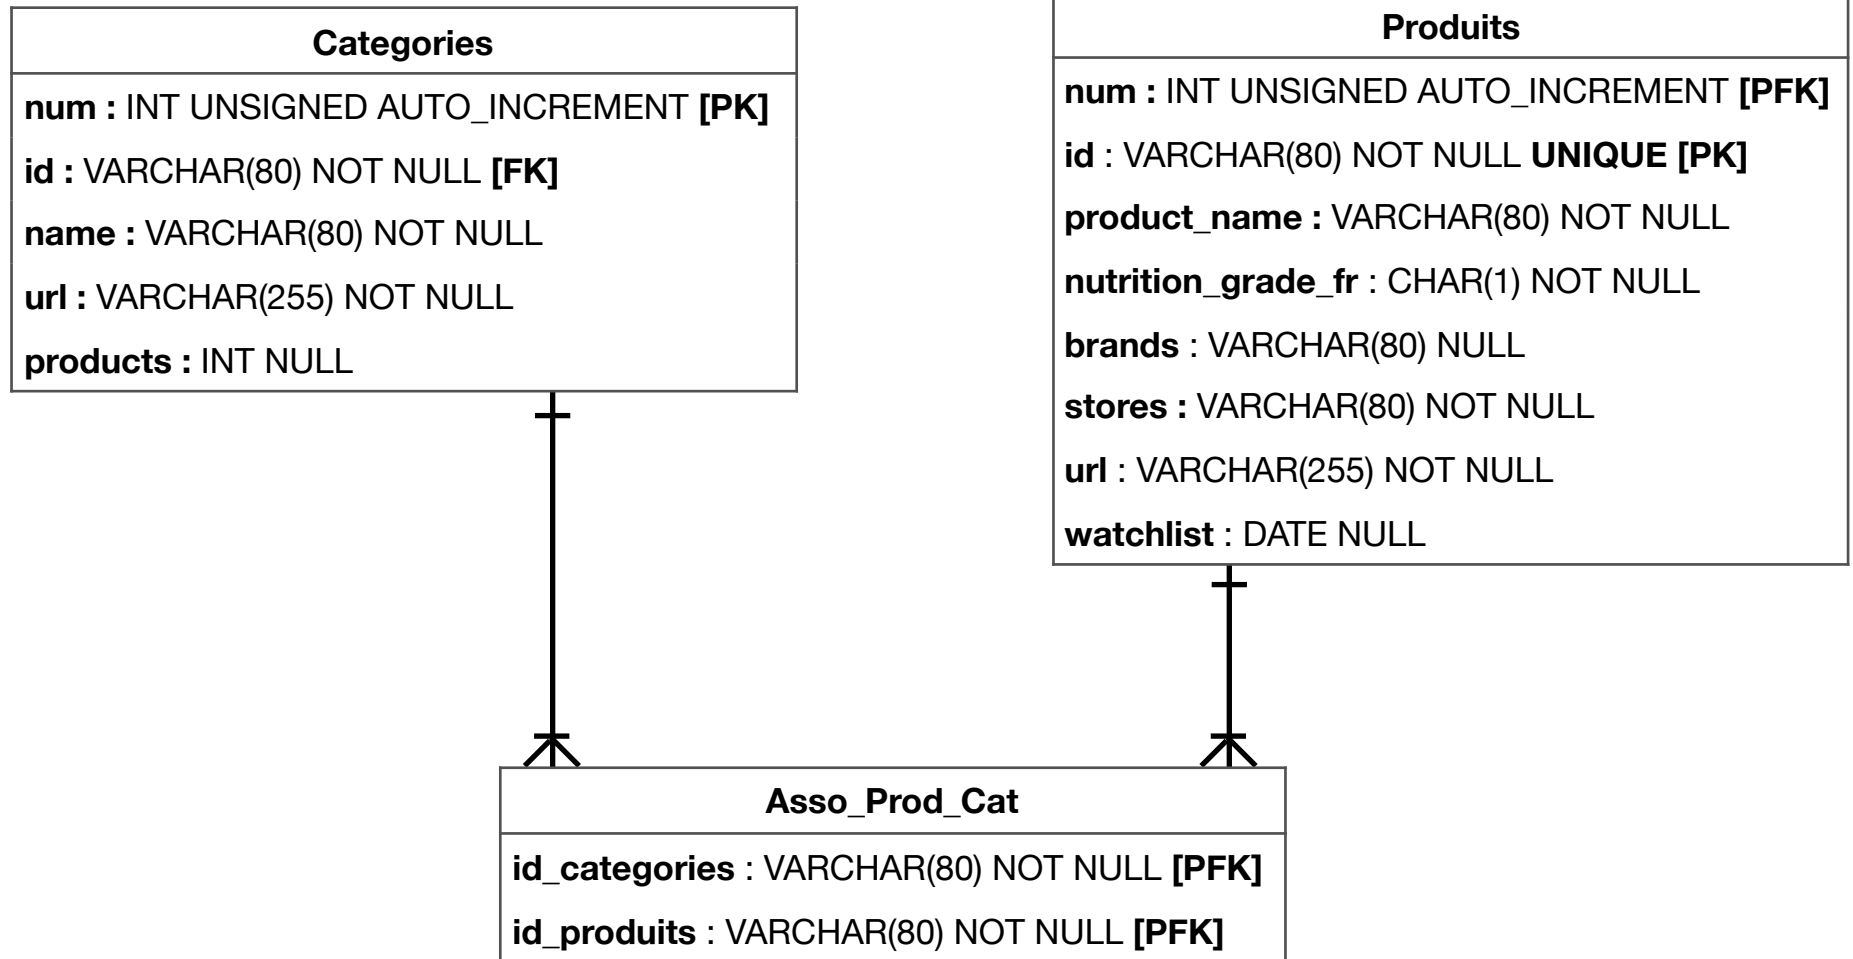 Categories
num : INT UNSIGNED AUTO_INCREMENT [PK]
id : VARCHAR(80) NOT NULL [FK]
name : VARCHAR(80) NOT NULL
url : VARCHAR(255) NOT NULL
products : INT NULL
Produits
num : INT UNSIGNED AUTO_INCREMENT [PFK]
id : VARCHAR(80) NOT NULL UNIQUE [PK]
product_name : VARCHAR(80) NOT NULL
nutrition_grade_fr : CHAR(1) NOT NULL
brands : VARCHAR(80) NULL
stores : VARCHAR(80) NOT NULL
url : VARCHAR(255) NOT NULL
watchlist : DATE NULL
Asso_Prod_Cat
id_categories : VARCHAR(80) NOT NULL [PFK]
id_produits : VARCHAR(80) NOT NULL [PFK]